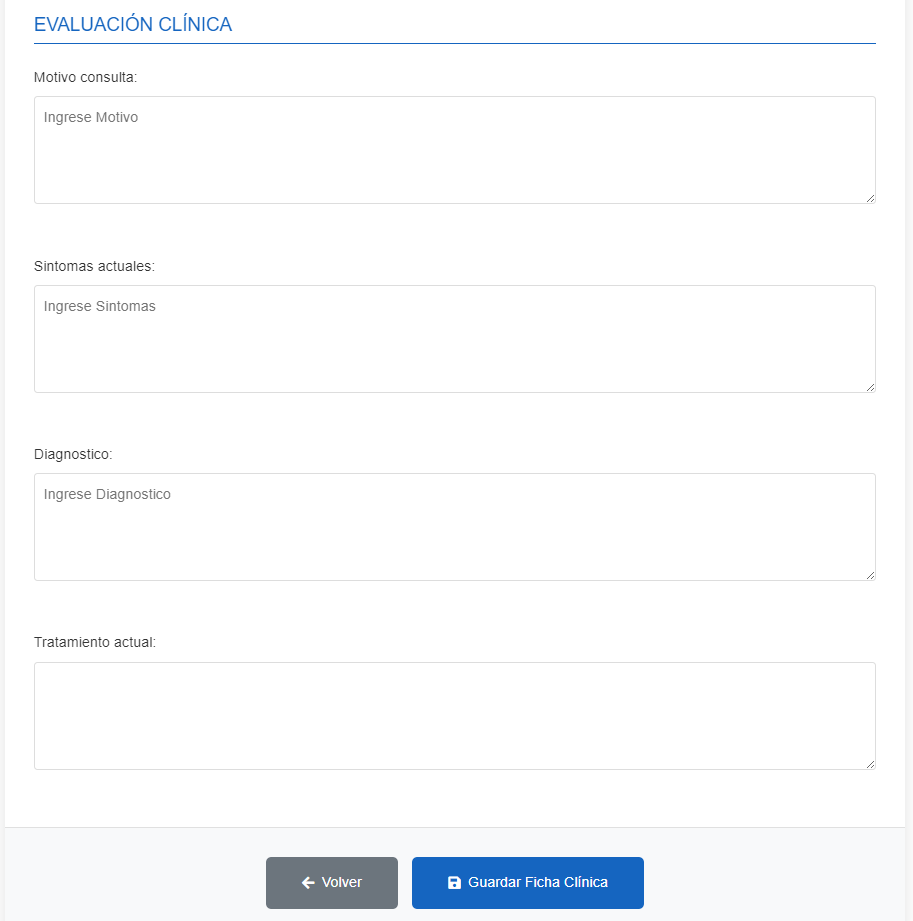 EVALUACIÓN CLÍNICA
Motivo consulta:
Ingrese Motivo
Sintomas actuales:
Ingrese Sintomas
Diagnostico:
Ingrese Diagnostico
Tratamiento actual:
Volver
Guardar Ficha Clínica